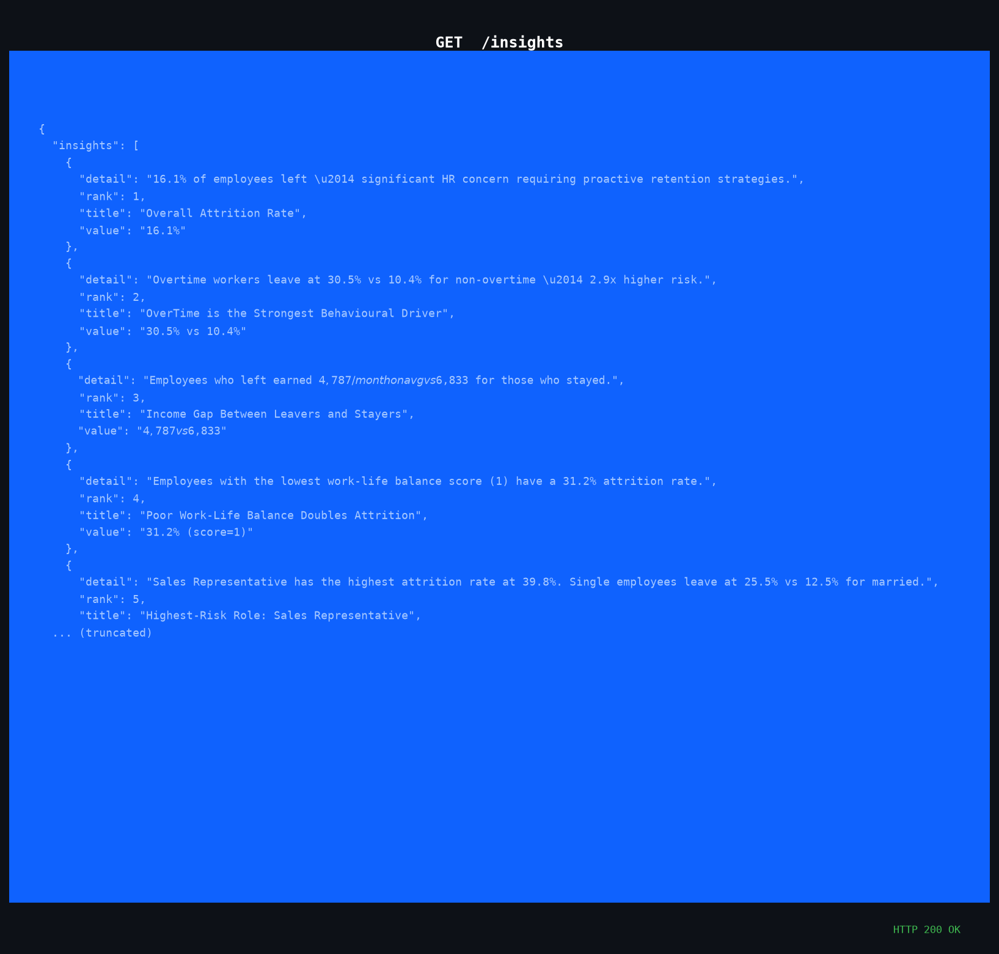 GET  /insights
{
  "insights": [
    {
      "detail": "16.1% of employees left \u2014 significant HR concern requiring proactive retention strategies.",
      "rank": 1,
      "title": "Overall Attrition Rate",
      "value": "16.1%"
    },
    {
      "detail": "Overtime workers leave at 30.5% vs 10.4% for non-overtime \u2014 2.9x higher risk.",
      "rank": 2,
      "title": "OverTime is the Strongest Behavioural Driver",
      "value": "30.5% vs 10.4%"
    },
    {
      "detail": "Employees who left earned 4,787/monthonavgvs6,833 for those who stayed.",
      "rank": 3,
      "title": "Income Gap Between Leavers and Stayers",
      "value": "4,787vs6,833"
    },
    {
      "detail": "Employees with the lowest work-life balance score (1) have a 31.2% attrition rate.",
      "rank": 4,
      "title": "Poor Work-Life Balance Doubles Attrition",
      "value": "31.2% (score=1)"
    },
    {
      "detail": "Sales Representative has the highest attrition rate at 39.8%. Single employees leave at 25.5% vs 12.5% for married.",
      "rank": 5,
      "title": "Highest-Risk Role: Sales Representative",
  ... (truncated)
HTTP 200 OK